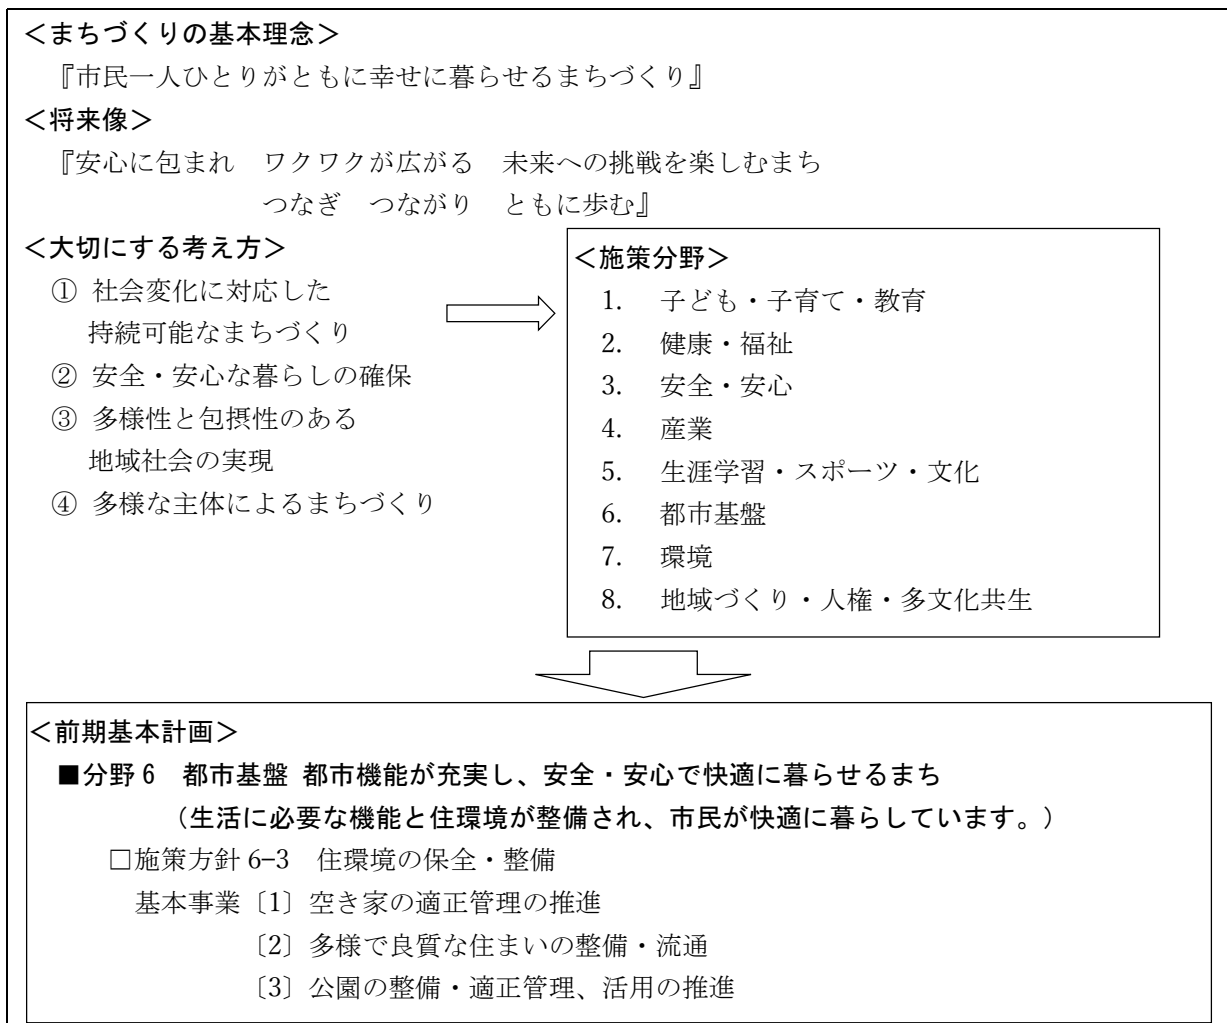 ＜まちづくりの基本理念＞
『市民一人ひとりがともに幸せに暮らせるまちづくり』
＜将来像＞
『安心に包まれ　ワクワクが広がる　未来への挑戦を楽しむまち
つなぎ　つながり　ともに歩む』
＜大切にする考え方＞
① 社会変化に対応した
持続可能なまちづくり
② 安全・安心な暮らしの確保
③ 多様性と包摂性のある
地域社会の実現
④ 多様な主体によるまちづくり
＜施策分野＞
1.　子ども・子育て・教育
2.　健康・福祉
3.　安全・安心
4.　産業
5.　生涯学習・スポーツ・文化
6.　都市基盤
7.　環境
8.　地域づくり・人権・多文化共生
＜前期基本計画＞
■分野６　都市基盤 都市機能が充実し、安全・安心で快適に暮らせるまち
（生活に必要な機能と住環境が整備され、市民が快適に暮らしています。）
□施策方針 6−3　住環境の保全・整備
基本事業〔1〕空き家の適正管理の推進
〔2〕多様で良質な住まいの整備・流通
〔3〕公園の整備・適正管理、活用の推進